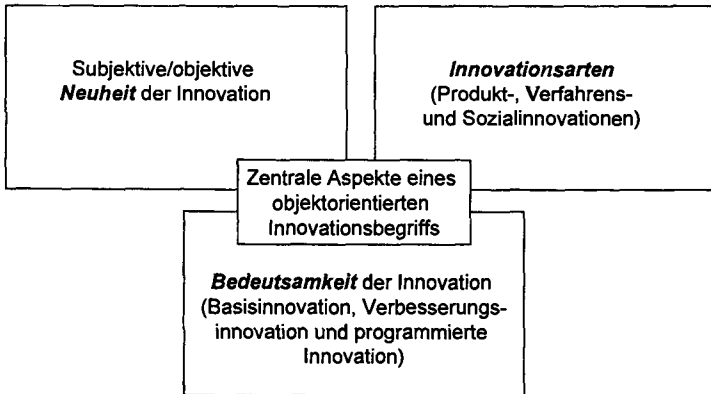 Subjektive/objektive
Neuheit der Innovation
Innovationsarten
(Produkt-, Verfahrens-
und Sozialinnovationen)
Zentrale Aspekte eines
objektorientierten
Innovationsbegriffs
Bedeutsamkeit der Innovation
(Basisinnovation, Verbesserungs-
innovation und programmierte
Innovation)